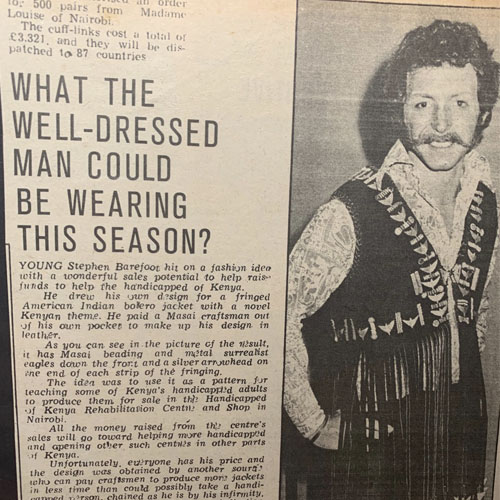 to. 500 pairs from Madame
Louise of Nairobi.
The cuff-links cost a total of
£3.321, and they will be dis-
patched to 87 countries
WHAT THE
WELL-DRESSED
MAN COULD
BE WEARING
THIS SEASON?
YOUNG Stephen Barefoot hit on a fashion idea
with a wonderful sales potential to help raise
funds to help the handicapped of Kenya.
He drew his own design for a fringed
American Indian bolero jacket with a novel
Kenyan theme. He paid a Masai craftsman out
of his own pocket to make up his design in
leather.
As you can see in the picture of the result,
it has Masai beading and metal surrealist
eagles down the front and a silver arrowhead on
the end of each strip of the fringing.
The idea was to use it as a pattern for
teaching some of Kenya's handicapped adults
to produce them for sale in the Handicapped
of Kenya Rehabilitation Centre and Shop in
Nairobi.
All the money raised from the centre's
sales will go toward helping more handicapped
and opening other such centres in other parts
of Kenya.
Unfortunately, everyone has his price and
the design was obtained by another source
who can pay craftsmen to produce more jackets
in less time than could possibly take a handi-
capped person, chained as he is by his infirmity,